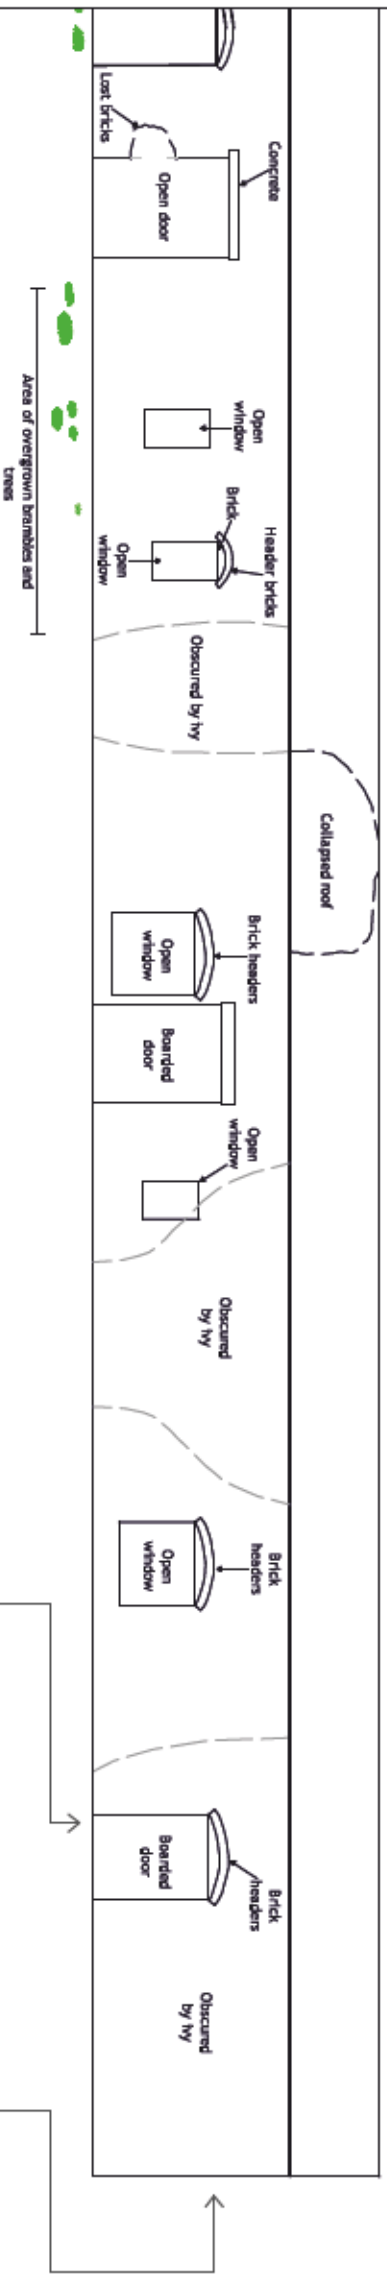 Lost bricks
Concrete
Open door
Area of overgrown brambles and
trees
Open
window
Header bricks
Brick
Open
window
Obscured by ivy
Collapsed roof
Brick headers
Open
window
Boarded
door
Open
window
Obscured
by ivy
Brick
headers
Open
window
Brick
headers
Boarded
door
Obscured
by ivy